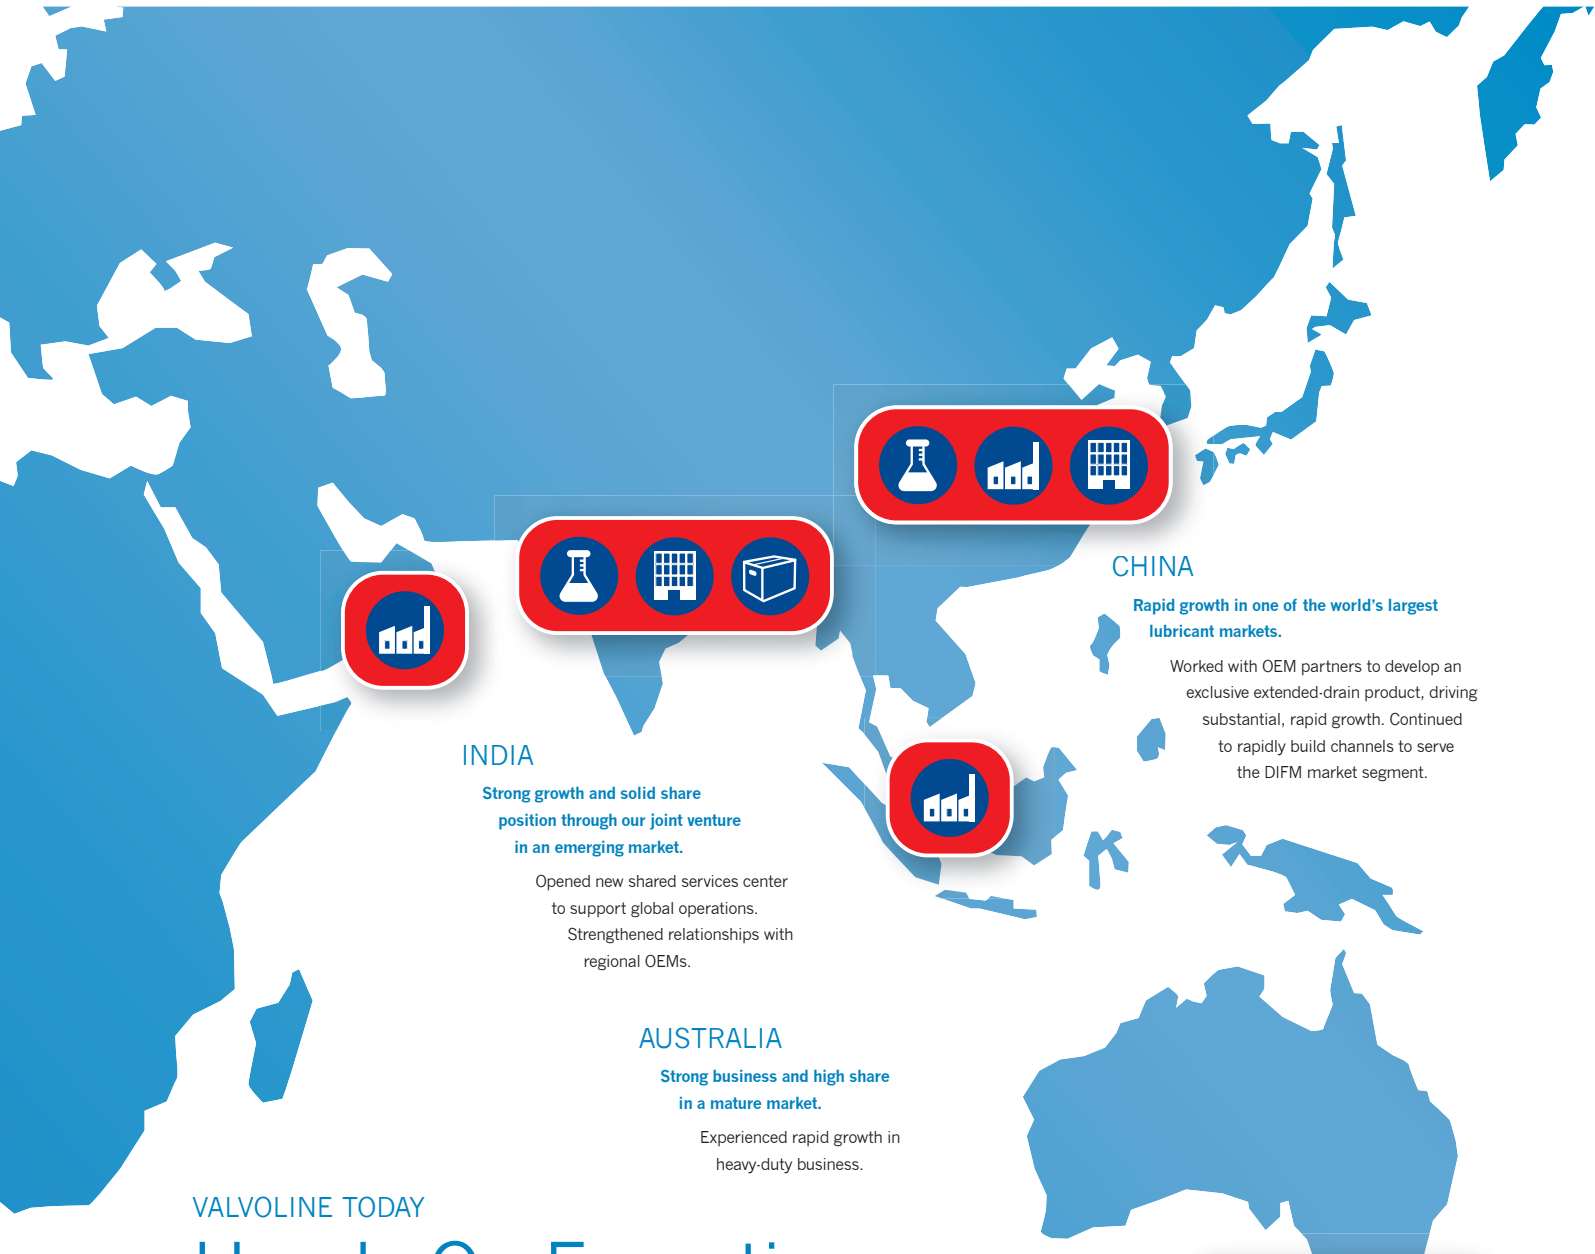 CHINA
Rapid growth in one of the world's largest
lubricant markets.
Worked with OEM partners to develop an
exclusive extended-drain product, driving
substantial, rapid growth. Continued
to rapidly build channels to serve
the DIFM market segment.
INDIA
Strong growth and solid share
position through our joint venture
in an emerging market.
Opened new shared services center
to support global operations.
Strengthened relationships with
regional OEMs.
AUSTRALIA
Strong business and high share
in a mature market.
Experienced rapid growth in
heavy-duty business.
VALVOLINE TODAY